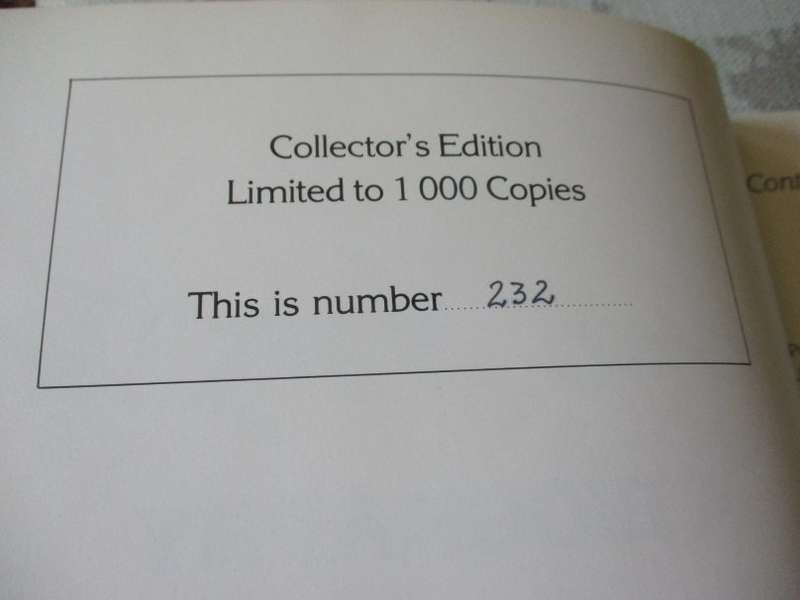 Collector's Edition
Limited to 1 000 Copies
This is number 232